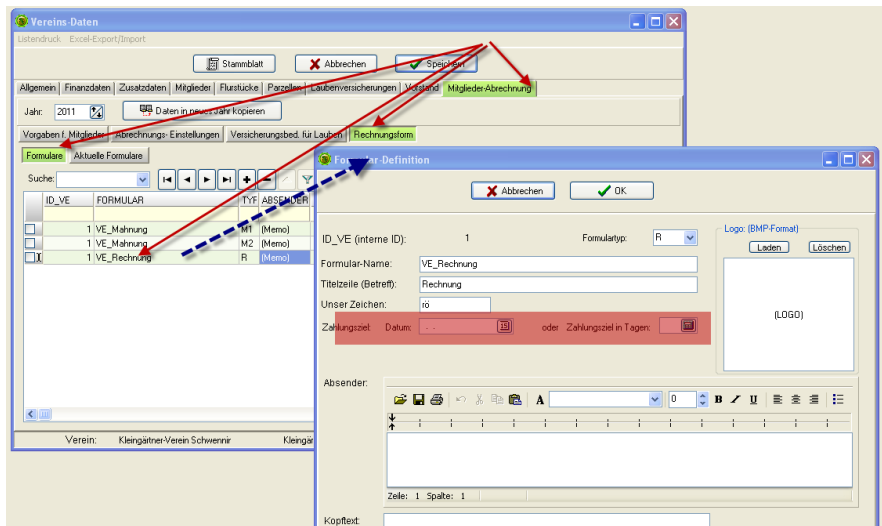 Vereins-Daten
Listendruck Excel-Export/Import
Stammblatt Abbrechen Speichern
Allgemein Finanzdaten Zusatzdaten Mitglieder Flurstücke Parzellen Laubenversicherungen Vorstand Mitglieder-Abrechnung
Jahr: 2011 Daten in neues Jahr kopieren
Vorgaben f. Mitglieder Abrechnungs- Einstellungen Versicherungsbed. für Lauben Rechnungsform
Formulare Aktuelle Formulare
Suche:
ID_VE FORMULAR TYF ABSENDER
1 VE_Mahnung M1 (Memo)
1 VE_Mahnung M2 (Memo)
1 VE_Rechnung R (Memo)
Verein: Kleingärtner-Verein Schwennir Kleingär
Formular-Definition
Abbrechen OK
ID_VE (interne ID): 1 Formulartyp: R
Logo: (BMP-Format)
Laden Löschen
(LOGO)
Formular-Name: VE_Rechnung
Titelzeile (Betreff): Rechnung
Unser Zeichen: rö
Zahlungsziel: Datum: . . 15 oder Zahlungsziel in Tagen:
Absender:
A 0 B I U
Zeile: 1 Spalte: 1
Kopftext: